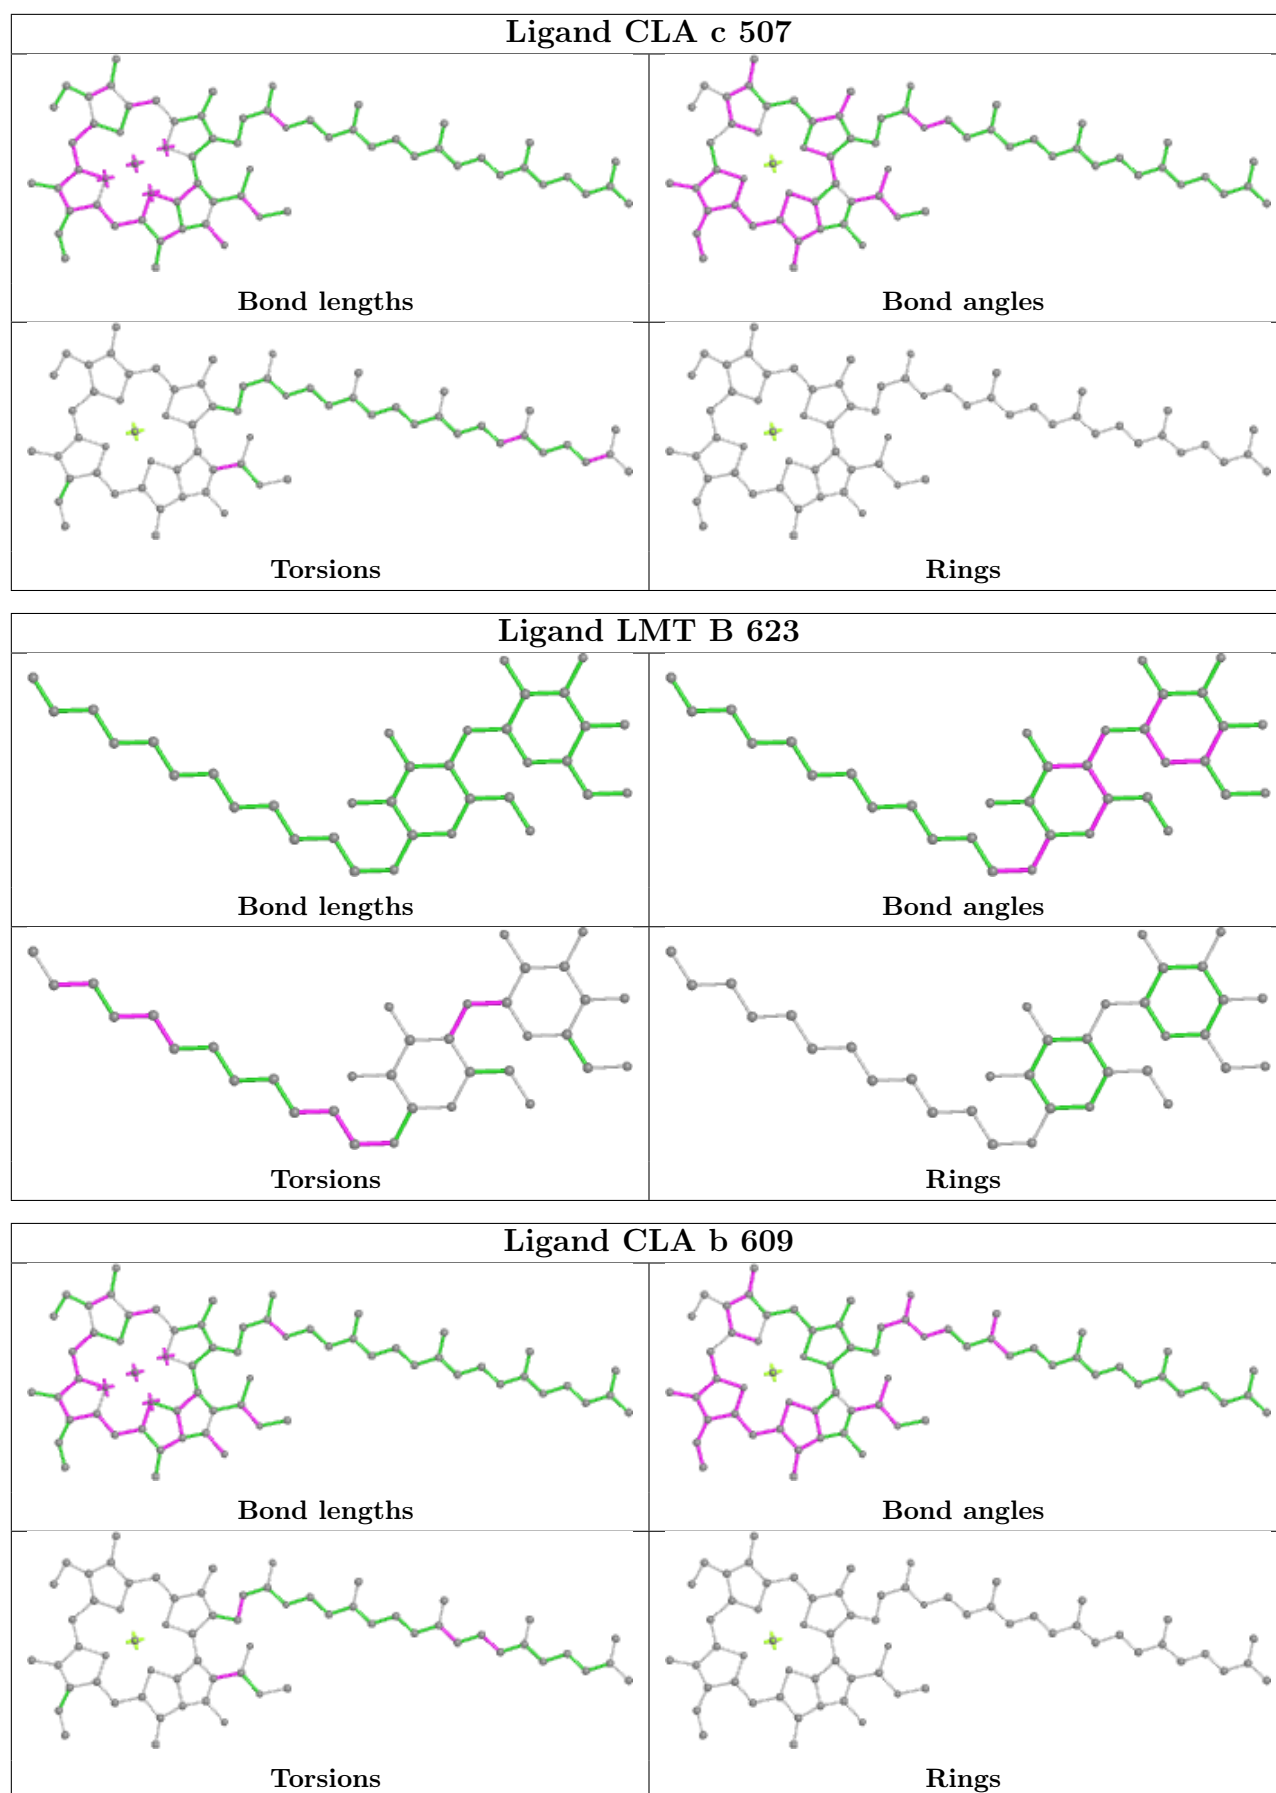 Ligand CLA c 507
Bond lengths
Bond angles
Torsions
Rings
Ligand LMT B 623
Bond lengths
Bond angles
Torsions
Rings
Ligand CLA b 609
Bond lengths
Bond angles
Torsions
Rings